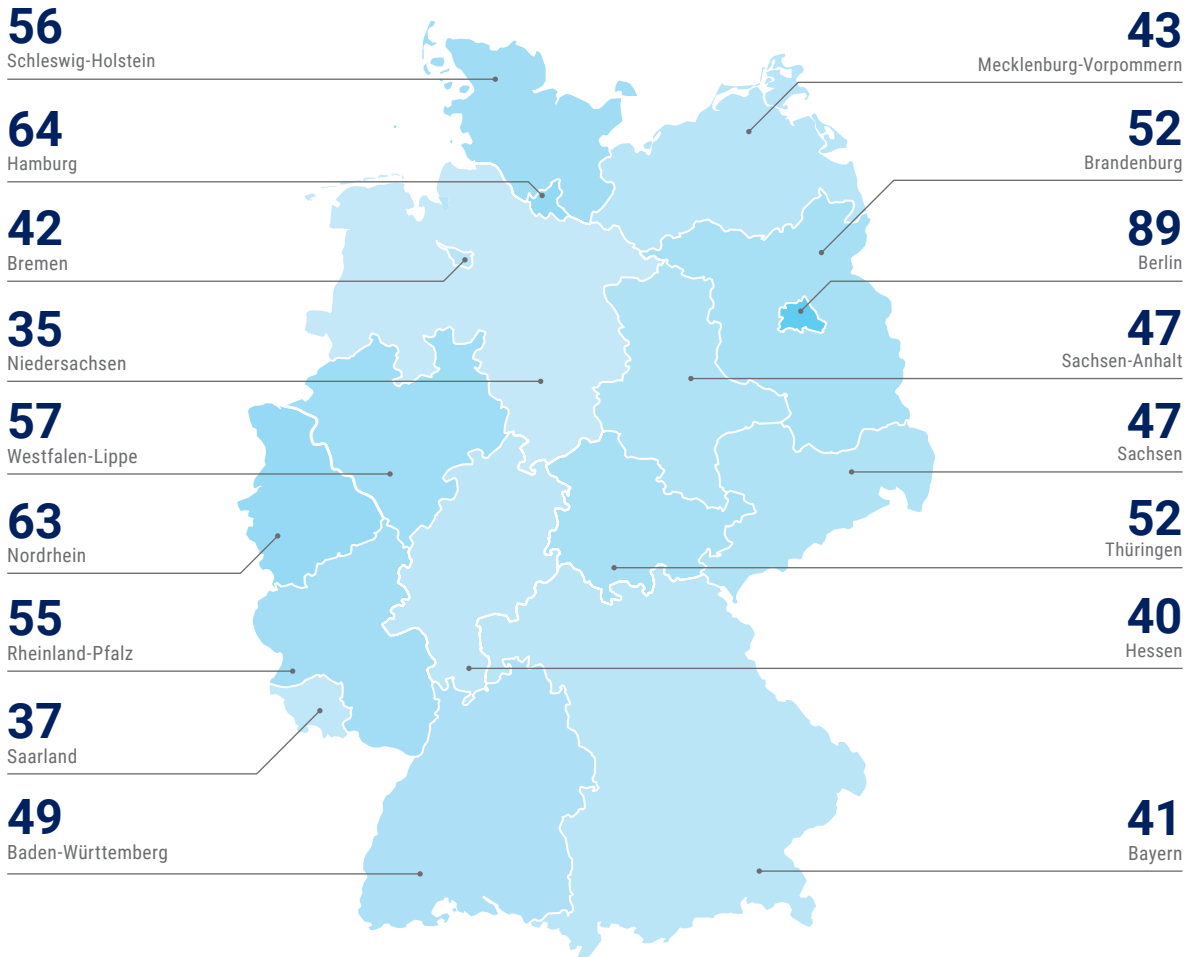 56
Schleswig-Holstein
64
Hamburg
42
Bremen
35
Niedersachsen
57
Westfalen-Lippe
63
Nordrhein
55
Rheinland-Pfalz
37
Saarland
49
Baden-Württemberg
43
Mecklenburg-Vorpommern
52
Brandenburg
89
Berlin
47
Sachsen-Anhalt
47
Sachsen
52
Thüringen
40
Hessen
41
Bayern